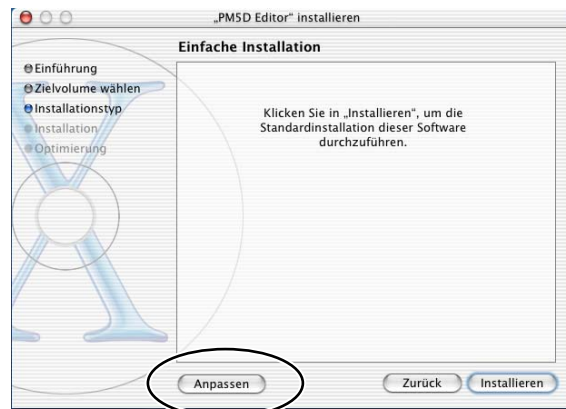 „PM5D Editor“ installieren
Einfache Installation
Einführung
Zielvolume wählen
Installationstyp
Installation
Optimierung
Klicken Sie in „Installieren“, um die
Standardinstallation dieser Software
durchzuführen.
Anpassen
Zurück
Installieren